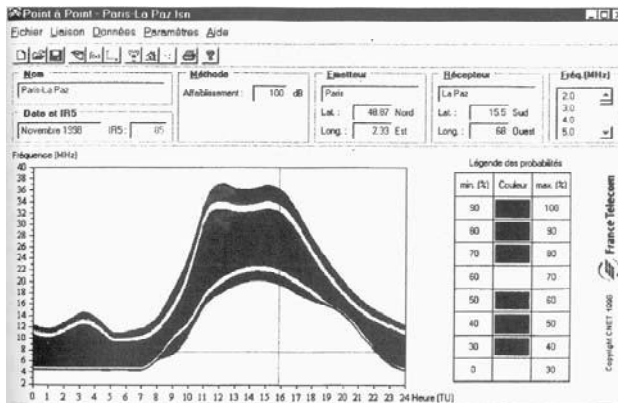 Point à Point - Paris-La Paz.lsn
Fichier Liaison Données Paramètres Aide
Nom
Paris-La Paz
Date et IR5
Novembre 1998 IR5 : 85
Méthode
Affaiblissement : 100 dB
Emetteur
Paris
Lat. : 48.87 Nord
Long. : 2.33 Est
Récepteur
La Paz
Lat. : 15.5 Sud
Long. : 68 Ouest
Fréq.(MHz)
2.0
3.0
4.0
5.0
Fréquence (MHz)
40
38
36
34
32
30
28
26
24
22
20
18
16
14
12
10
8
6
4
2
0 1 2 3 4 5 6 7 8 9 10 11 12 13 14 15 16 17 18 19 20 21 22 23 24 Heure (TU)
Légende des probabilités
min. (%) Couleur max. (%)
90 100
80 90
70 80
60 70
50 60
40 50
30 40
0 30
France Telecom
Copyright CNET 1996